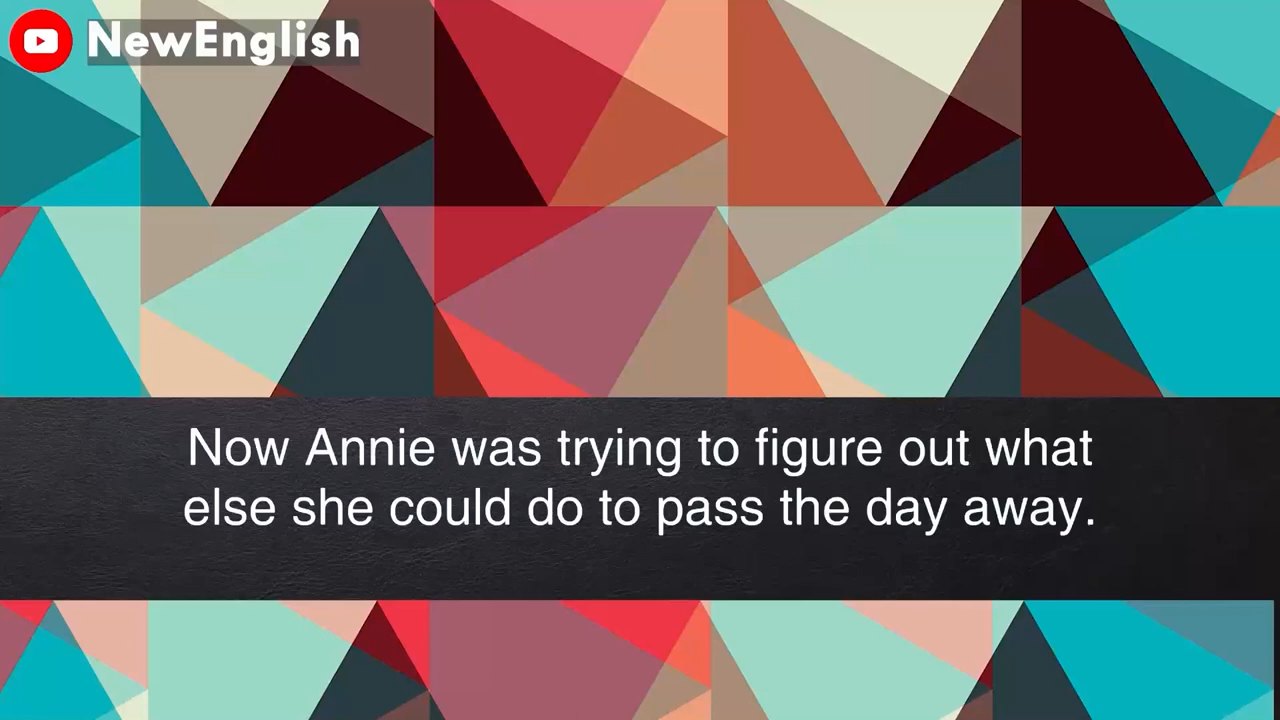 NewEnglish
Now Annie was trying to figure out what
else she could do to pass the day away.